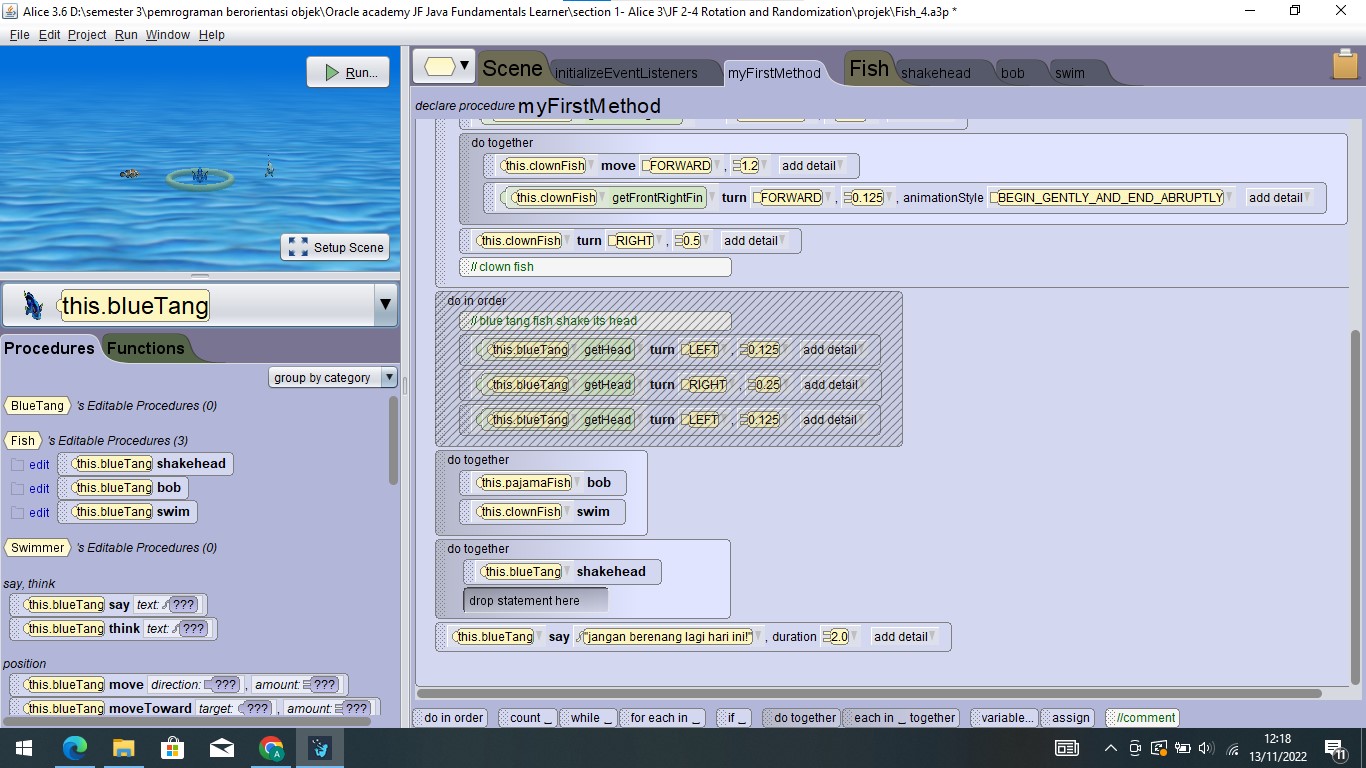 Alice 3.6 D:\semester 3\pemrograman berorientasi objek\Oracle academy JF Java Fundamentals Learner\section 1- Alice 3\JF 2-4 Rotation and Randomization\projek\Fish_4.a3p *
File Edit Project Run Window Help
Run...
Setup Scene
this.blueTang
Procedures Functions
group by category
BlueTang 's Editable Procedures (0)
Fish 's Editable Procedures (3)
edit this.blueTang shakehead
edit this.blueTang bob
edit this.blueTang swim
Swimmer 's Editable Procedures (0)
say, think
this.blueTang say text: ???
this.blueTang think text: ???
position
this.blueTang move direction: ??? , amount: ???
this.blueTang moveToward target: ??? , amount: ???
Scene initializeEventListeners myFirstMethod Fish shakehead bob swim
declare procedure myFirstMethod
do together
this.clownFish move FORWARD , 1.2 add detail
this.clownFish getFrontRightFin turn FORWARD , 0.125 , animationStyle BEGIN_GENTLY_AND_END_ABRUPTLY add detail
this.clownFish turn RIGHT , 0.5 add detail
// clown fish
do in order
// blue tang fish shake its head
this.blueTang getHead turn LEFT , 0.125 add detail
this.blueTang getHead turn RIGHT , 0.25 add detail
this.blueTang getHead turn LEFT , 0.125 add detail
do together
this.pajamaFish bob
this.clownFish swim
do together
this.blueTang shakehead
drop statement here
this.blueTang say "jangan berenang lagi hari ini!" , duration 2.0 add detail
do in order count _ while _ for each in _ if _ do together each in _ together variable... assign //comment
12:18
13/11/2022
11